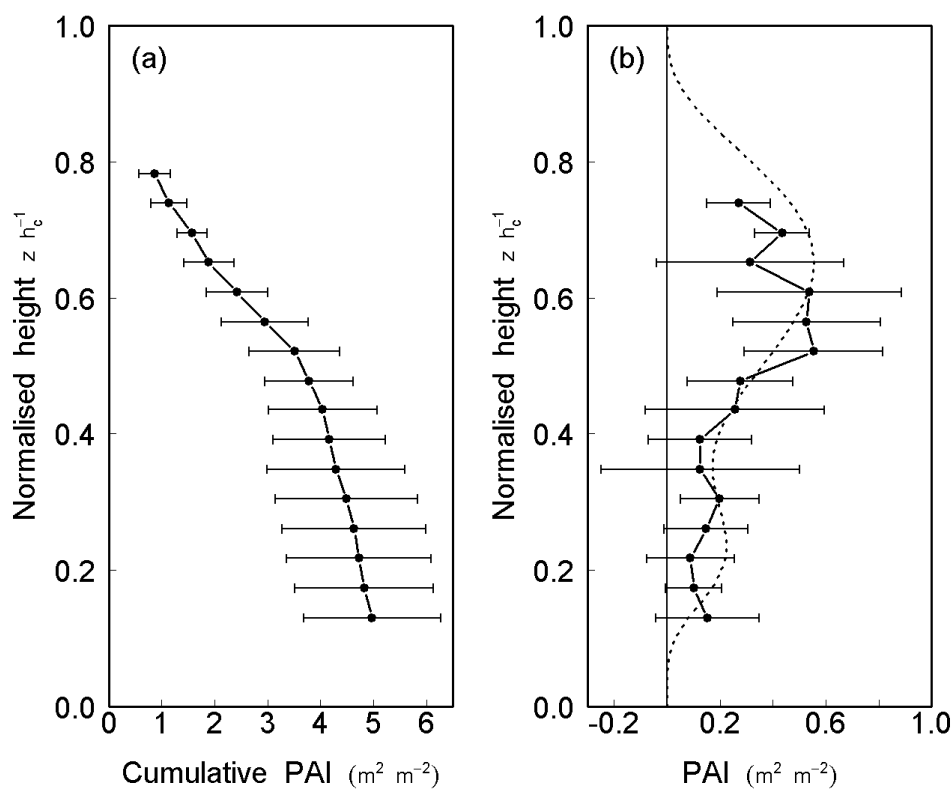 (a)
1.0
0.8
0.6
0.4
0.2
0.0
Normalised height z h_c^{-1}
0 1 2 3 4 5 6
Cumulative PAI (m² m⁻²)
(b)
1.0
0.8
0.6
0.4
0.2
0.0
Normalised height z h_c^{-1}
-0.2 0.2 0.6 1.0
PAI (m² m⁻²)